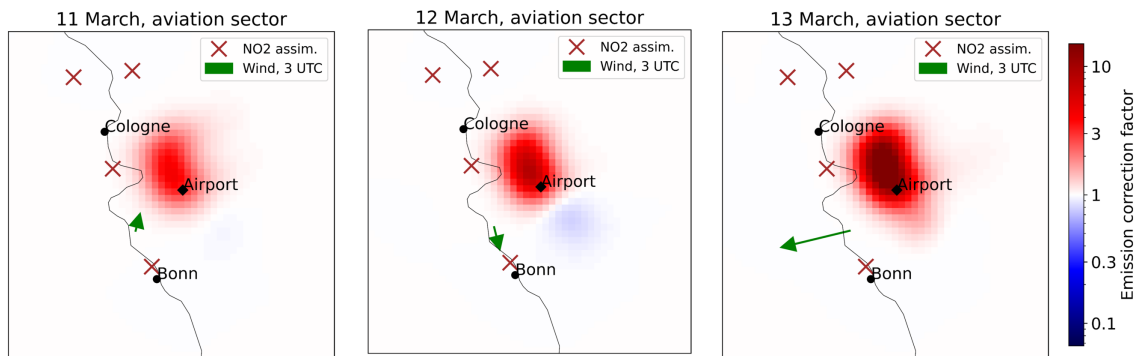 11 March, aviation sector
NO2 assim.
Wind, 3 UTC
Cologne
Airport
Bonn
12 March, aviation sector
NO2 assim.
Wind, 3 UTC
Cologne
Airport
Bonn
13 March, aviation sector
NO2 assim.
Wind, 3 UTC
Cologne
Airport
Bonn
10
3
1
0.3
0.1
Emission correction factor